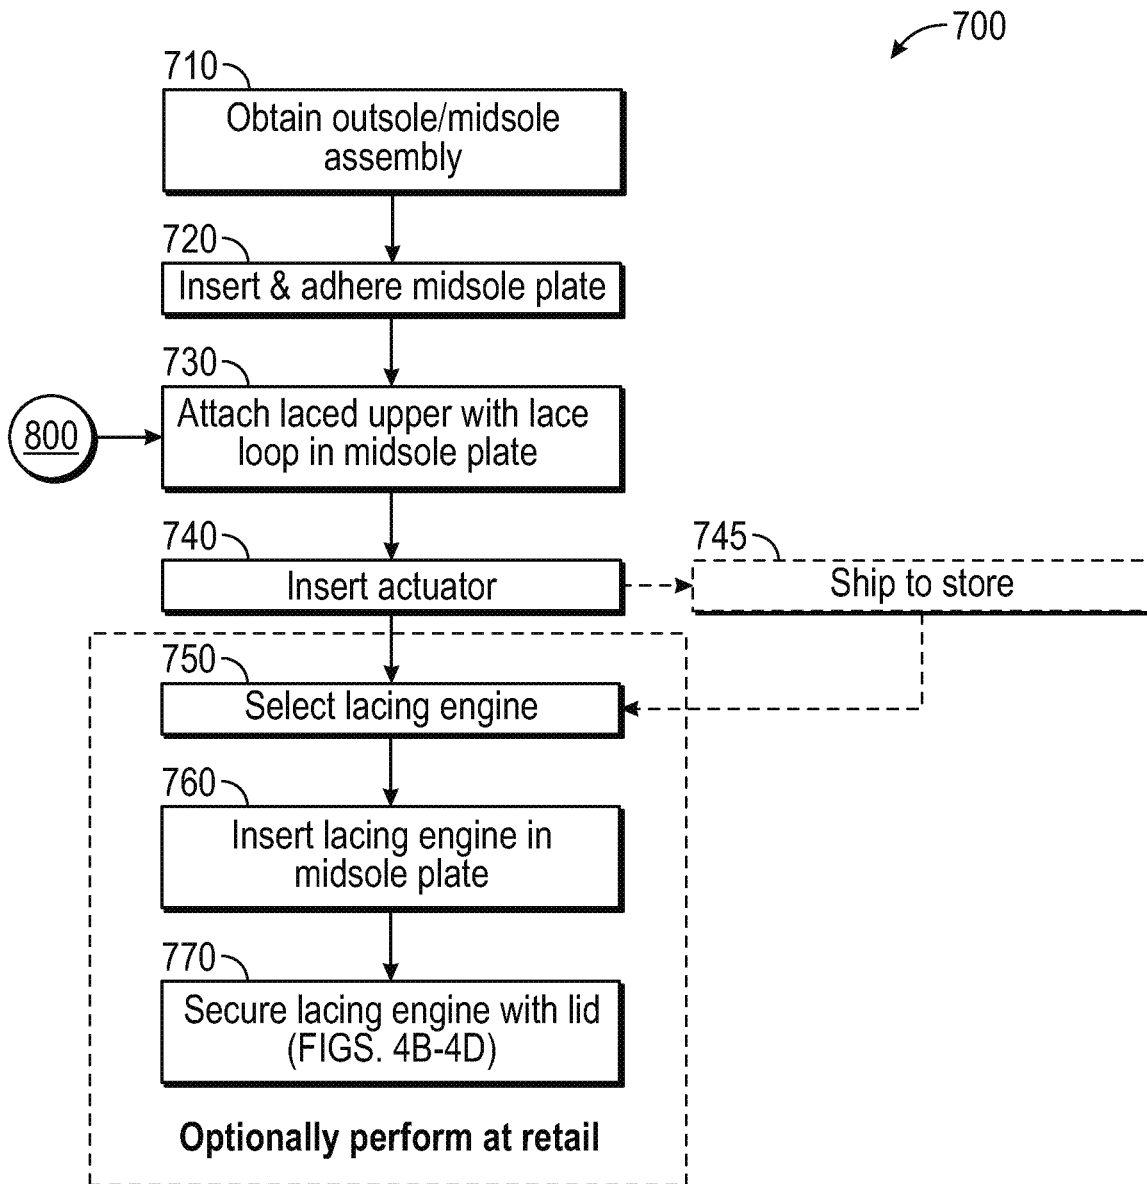 700
710
Obtain outsole/midsole
assembly
720
Insert & adhere midsole plate
730
800
Attach laced upper with lace
loop in midsole plate
740
Insert actuator
745
Ship to store
750
Select lacing engine
760
Insert lacing engine in
midsole plate
770
Secure lacing engine with lid
(FIGS. 4B-4D)
Optionally perform at retail